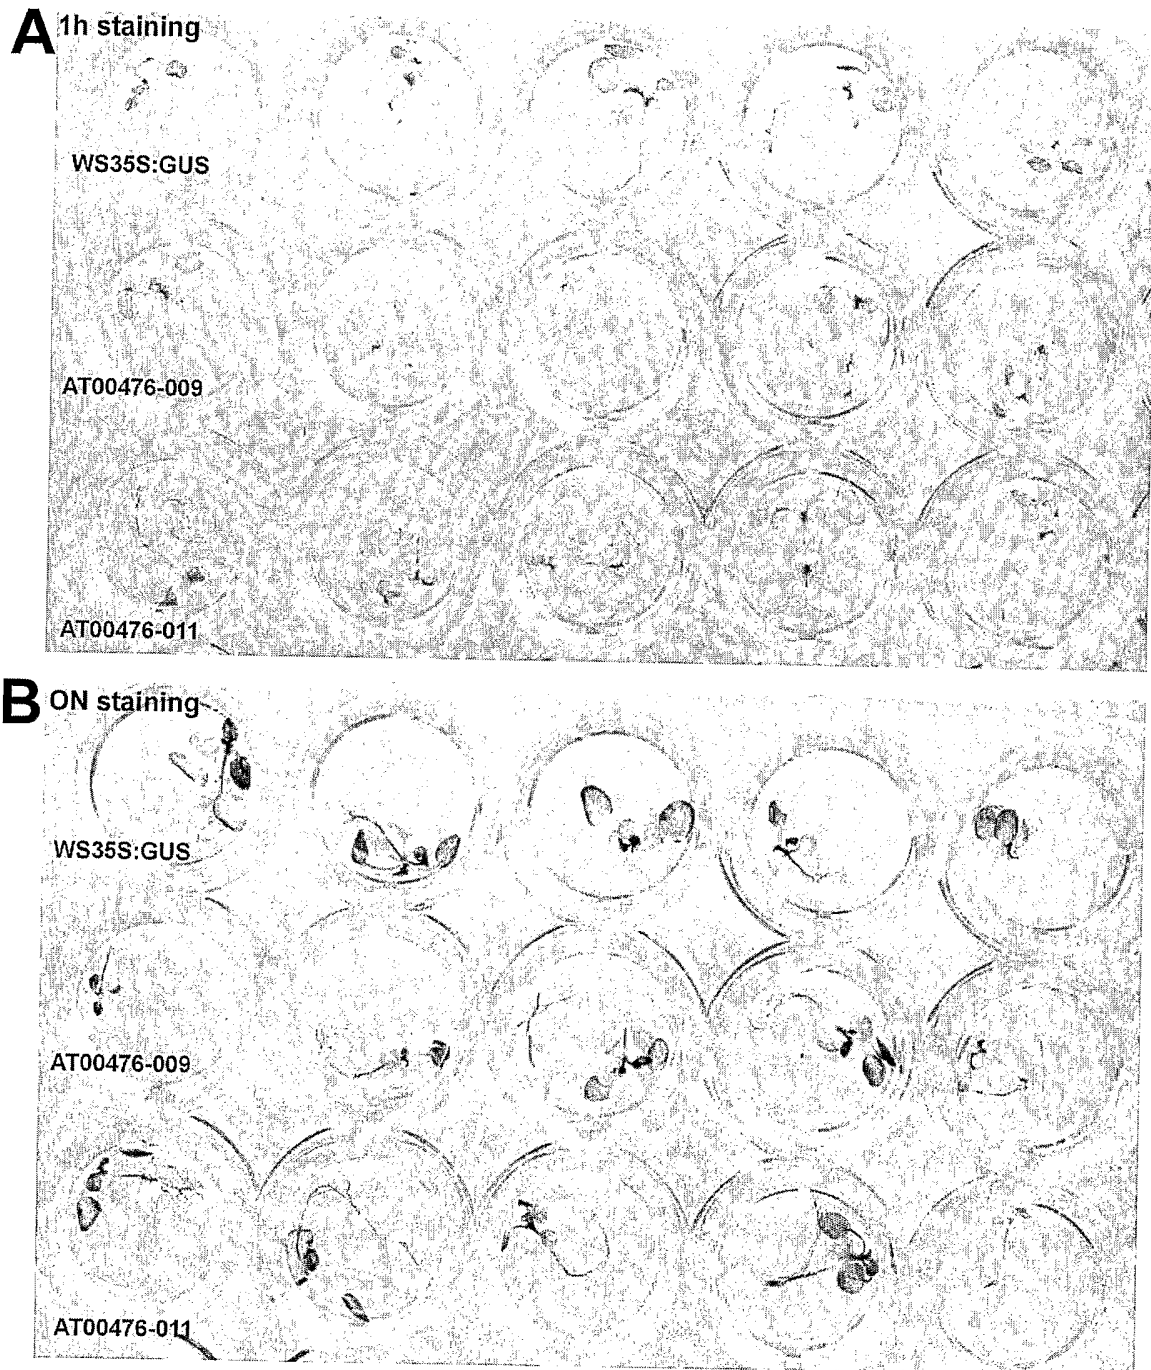 A 1h staining
WS35S:GUS
AT00476-009
AT00476-011
B ON staining
WS35S:GUS
AT00476-009
AT00476-011